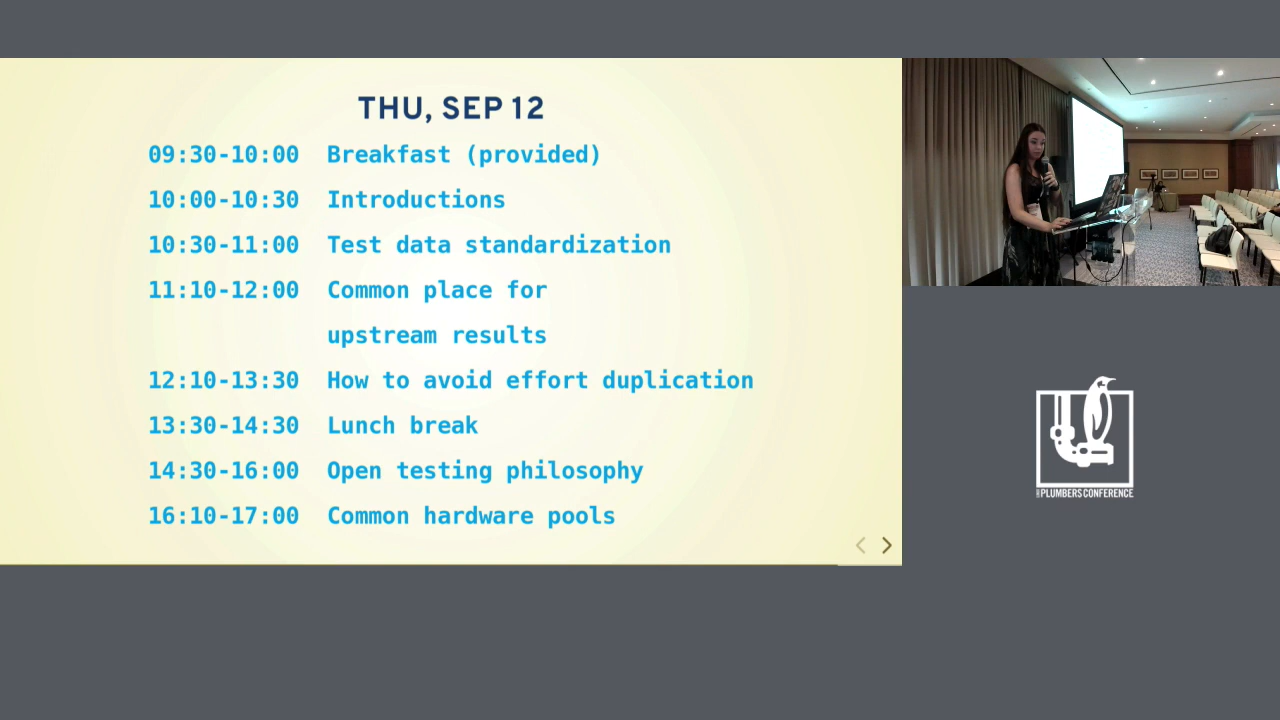 THU, SEP 12
09:30-10:00 Breakfast (provided)
10:00-10:30 Introductions
10:30-11:00 Test data standardization
11:10-12:00 Common place for
upstream results
12:10-13:30 How to avoid effort duplication
13:30-14:30 Lunch break
14:30-16:00 Open testing philosophy
16:10-17:00 Common hardware pools
PLUMBERS CONFERENCE